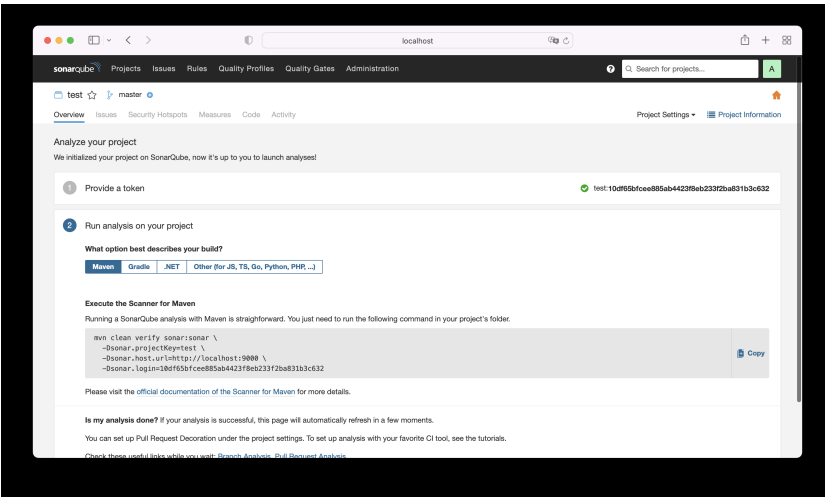 localhost
sonarqube Projects Issues Rules Quality Profiles Quality Gates Administration ? Search for projects... A
test master
Overview Issues Security Hotspots Measures Code Activity Project Settings Project Information
Analyze your project
We initialized your project on SonarQube, now it's up to you to launch analyses!
1 Provide a token test:10df65bfcee885ab4423f8eb233f2ba831b3c632
2 Run analysis on your project
What option best describes your build?
Maven Gradle .NET Other (for JS, TS, Go, Python, PHP, ...)
Execute the Scanner for Maven
Running a SonarQube analysis with Maven is straighforward. You just need to run the following command in your project's folder.
mvn clean verify sonar:sonar \
-Dsonar.projectKey=test \
-Dsonar.host.url=http://localhost:9000 \
-Dsonar.login=10df65bfcee885ab4423f8eb233f2ba831b3c632
Copy
Please visit the official documentation of the Scanner for Maven for more details.
Is my analysis done? If your analysis is successful, this page will automatically refresh in a few moments.
You can set up Pull Request Decoration under the project settings. To set up analysis with your favorite CI tool, see the tutorials.
Check these useful links while you wait: Branch Analysis, Pull Request Analysis.